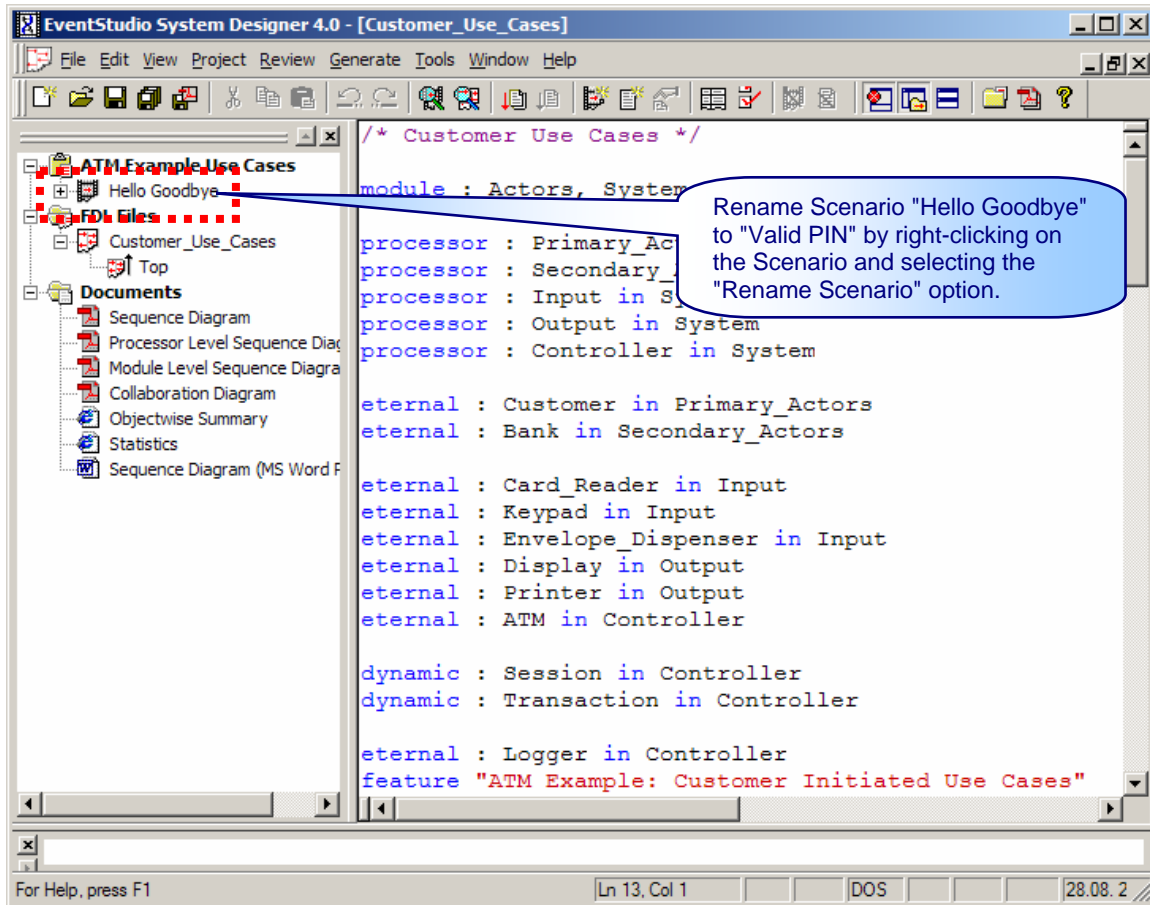 EventStudio System Designer 4.0 - [Customer_Use_Cases]
File Edit View Project Review Generate Tools Window Help
ATM Example Use Cases
Hello Goodbye
FDL Files
Customer_Use_Cases
Top
Documents
Sequence Diagram
Processor Level Sequence Diag
Module Level Sequence Diagra
Collaboration Diagram
Objectwise Summary
Statistics
Sequence Diagram (MS Word F
/* Customer Use Cases */
module : Actors, System
processor : Primary_Ac
processor : Secondary_
processor : Input in S
processor : Output in System
processor : Controller in System
eternal : Customer in Primary_Actors
eternal : Bank in Secondary_Actors
eternal : Card_Reader in Input
eternal : Keypad in Input
eternal : Envelope_Dispenser in Input
eternal : Display in Output
eternal : Printer in Output
eternal : ATM in Controller
dynamic : Session in Controller
dynamic : Transaction in Controller
eternal : Logger in Controller
feature "ATM Example: Customer Initiated Use Cases"
Rename Scenario "Hello Goodbye"
to "Valid PIN" by right-clicking on
the Scenario and selecting the
"Rename Scenario" option.
For Help, press F1
Ln 13, Col 1
DOS
28.08. 2